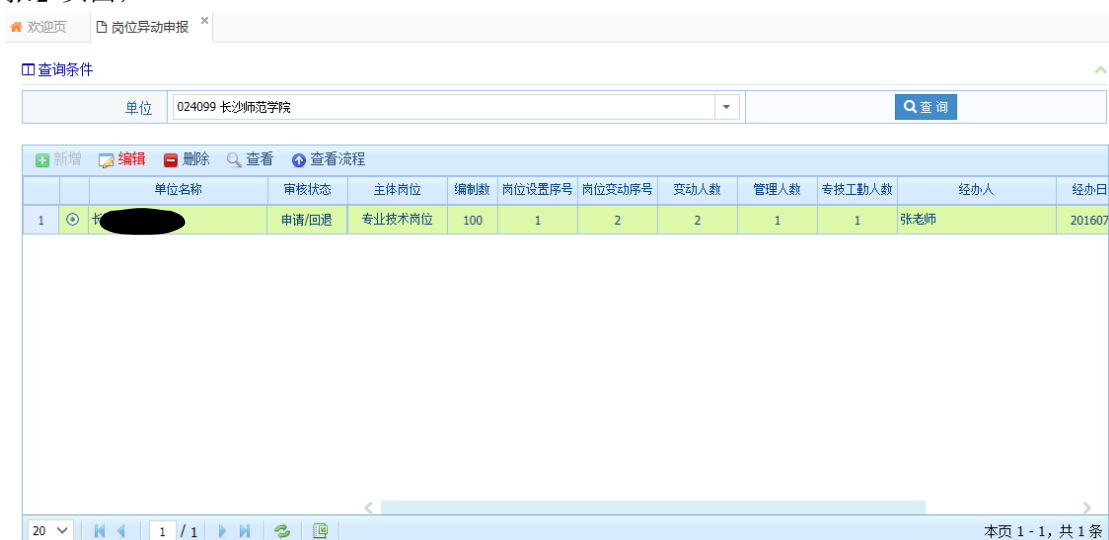 欢迎页 岗位异动申报 ×
查询条件
单位 024099 长沙师范学院 查 询
新增 编辑 删除 查看 查看流程
单位名称 审核状态 主体岗位 编制数 岗位设置序号 岗位变动序号 变动人数 管理人数 专技工勤人数 经办人 经办日
1 申请/回退 专业技术岗位 100 1 2 2 1 1 张老师 201607
20 1 / 1 本页 1 - 1，共 1 条